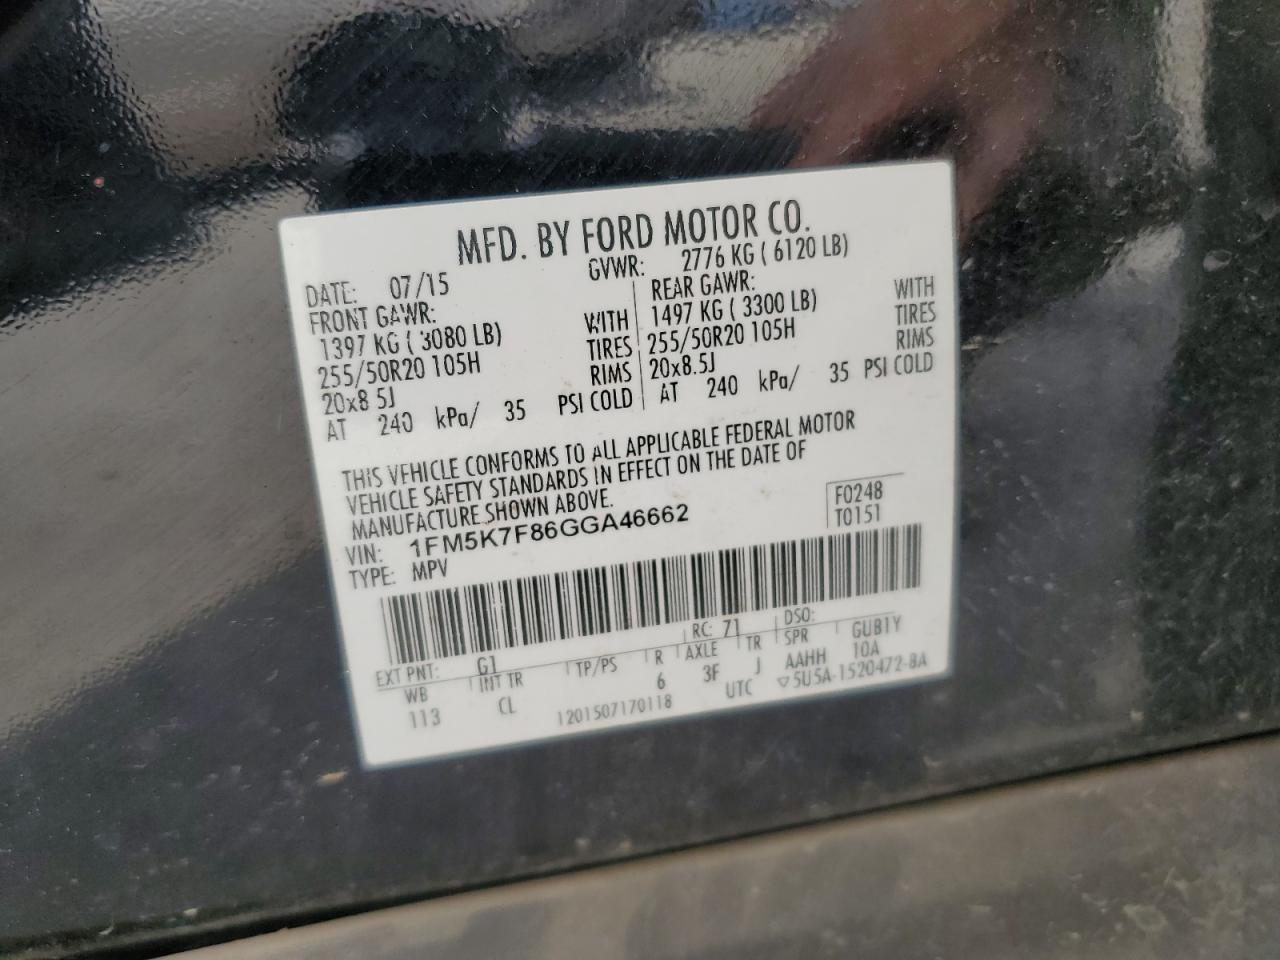 MFD. BY FORD MOTOR CO.
DATE: 07/15 GVWR: 2776 KG ( 6120 LB)
FRONT GAWR: REAR GAWR:
1397 KG ( 3080 LB) WITH 1497 KG ( 3300 LB) WITH
255/50R20 105H TIRES 255/50R20 105H TIRES
20x8.5J RIMS 20x8.5J RIMS
AT 240 kPa/ 35 PSI COLD AT 240 kPa/ 35 PSI COLD
THIS VEHICLE CONFORMS TO ALL APPLICABLE FEDERAL MOTOR
VEHICLE SAFETY STANDARDS IN EFFECT ON THE DATE OF
MANUFACTURE SHOWN ABOVE.
VIN: 1FM5K7F86GGA46662 F0248
TYPE: MPV T0151
EXT PNT: G1 RC: 71 DSO:
WB INT TR TP/PS R AXLE TR SPR GUB1Y
113 CL 6 3F J AAHH 10A
1201507170118 UTC ▽5U5A-1520472-BA